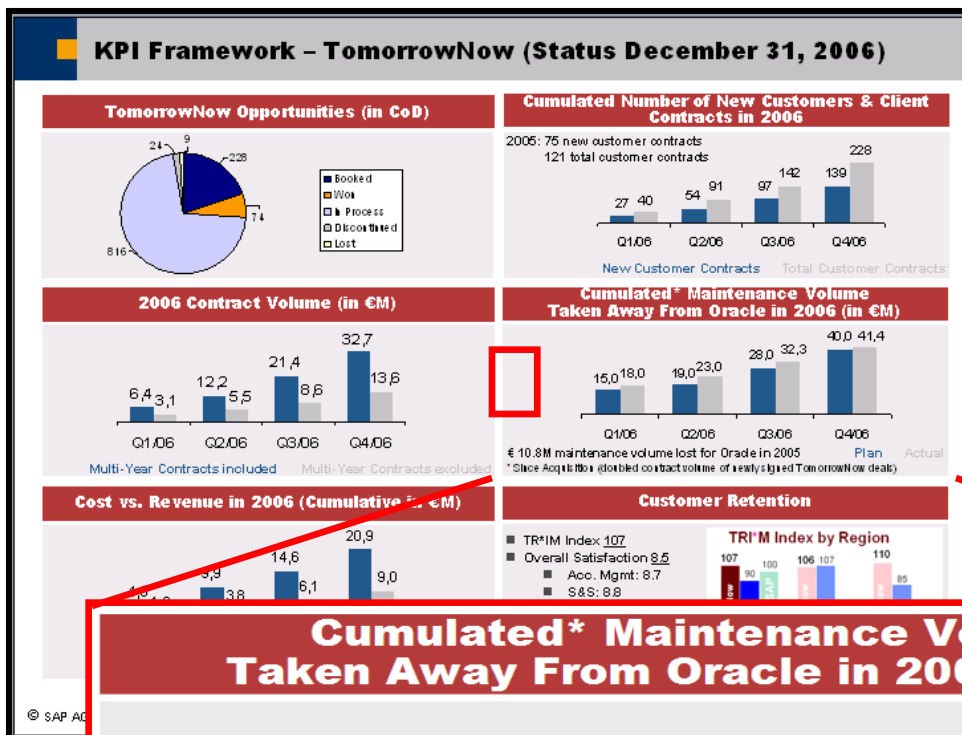 KPI Framework – TomorrowNow (Status December 31, 2006)
TomorrowNow Opportunities (in CoD)
24
9
228
74
816
Booked
Won
In Process
Discontinued
Lost
Cumulated Number of New Customers & Client
Contracts in 2006
2005: 75 new customer contracts
121 total customer contracts
27 40
54 91
97 142
139 228
Q1/06 Q2/06 Q3/06 Q4/06
New Customer Contracts Total Customer Contracts
2006 Contract Volume (in €M)
6,4 3,1
12,2 5,5
21,4 8,6
32,7 13,6
Q1/06 Q2/06 Q3/06 Q4/06
Multi-Year Contracts included Multi-Year Contracts excluded
Cumulated* Maintenance Volume
Taken Away From Oracle in 2006 (in €M)
15,0 18,0
19,0 23,0
28,0 32,3
40,0 41,4
Q1/06 Q2/06 Q3/06 Q4/06
€ 10.8M maintenance volume lost for Oracle in 2005 Plan Actual
* Since Acquisition (doubled contract volume of newly signed TomorrowNow deals)
Cost vs. Revenue in 2006 (Cumulative in €M)
3,8
14,6 6,1
20,9 9,0
Customer Retention
TR*IM Index 107
Overall Satisfaction 8.5
Acc. Mgmt: 8.7
S&S: 8.8
TRI*M Index by Region
107 90 100 106 107 110 85
Cumulated* Maintenance
Taken Away From Oracle in
© SAP AG